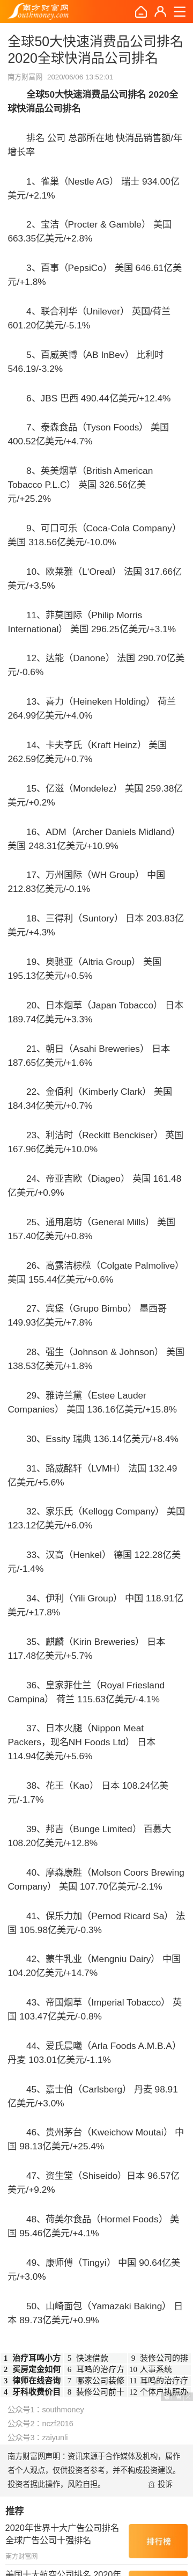 南方财富网
southmoney.com
全球50大快速消费品公司排名
2020全球快消品公司排名
南方财富网 2020/06/06 13:52:01
全球50大快速消费品公司排名 2020全
球快消品公司排名
排名 公司 总部所在地 快消品销售额/年
增长率
1、雀巢（Nestle AG） 瑞士 934.00亿
美元/+2.1%
2、宝洁（Procter & Gamble） 美国
663.35亿美元/+2.8%
3、百事（PepsiCo） 美国 646.61亿美
元/+1.8%
4、联合利华（Unilever） 英国/荷兰
601.20亿美元/-5.1%
5、百威英博（AB InBev） 比利时
546.19/-3.2%
6、JBS 巴西 490.44亿美元/+12.4%
7、泰森食品（Tyson Foods） 美国
400.52亿美元/+4.7%
8、英美烟草（British American
Tobacco P.L.C） 英国 326.56亿美
元/+25.2%
9、可口可乐（Coca-Cola Company）
美国 318.56亿美元/-10.0%
10、欧莱雅（L'Oreal） 法国 317.66亿
美元/+3.5%
11、菲莫国际（Philip Morris
International） 美国 296.25亿美元/+3.1%
12、达能（Danone） 法国 290.70亿美
元/-0.6%
13、喜力（Heineken Holding） 荷兰
264.99亿美元/+4.0%
14、卡夫亨氏（Kraft Heinz） 美国
262.59亿美元/+0.7%
15、亿滋（Mondelez） 美国 259.38亿
美元/+0.2%
16、ADM（Archer Daniels Midland）
美国 248.31亿美元/+10.9%
17、万州国际（WH Group） 中国
212.83亿美元/-0.1%
18、三得利（Suntory） 日本 203.83亿
美元/+4.3%
19、奥驰亚（Altria Group） 美国
195.13亿美元/+0.5%
20、日本烟草（Japan Tobacco） 日本
189.74亿美元/+3.3%
21、朝日（Asahi Breweries） 日本
187.65亿美元/+1.6%
22、金佰利（Kimberly Clark） 美国
184.34亿美元/+0.7%
23、利洁时（Reckitt Benckiser） 英国
167.96亿美元/+10.0%
24、帝亚吉欧（Diageo） 英国 161.48
亿美元/+0.9%
25、通用磨坊（General Mills） 美国
157.40亿美元/+0.8%
26、高露洁棕榄（Colgate Palmolive）
美国 155.44亿美元/+0.6%
27、宾堡（Grupo Bimbo） 墨西哥
149.93亿美元/+7.8%
28、强生（Johnson & Johnson） 美国
138.53亿美元/+1.8%
29、雅诗兰黛（Estee Lauder
Companies） 美国 136.16亿美元/+15.8%
30、Essity 瑞典 136.14亿美元/+8.4%
31、路威酩轩（LVMH） 法国 132.49
亿美元/+5.6%
32、家乐氏（Kellogg Company） 美国
123.12亿美元/+6.0%
33、汉高（Henkel） 德国 122.28亿美
元/-1.4%
34、伊利（Yili Group） 中国 118.91亿
美元/+17.8%
35、麒麟（Kirin Breweries） 日本
117.48亿美元/+5.7%
36、皇家菲仕兰（Royal Friesland
Campina） 荷兰 115.63亿美元/-4.1%
37、日本火腿（Nippon Meat
Packers，现名NH Foods Ltd） 日本
114.94亿美元/+5.6%
38、花王（Kao） 日本 108.24亿美
元/-1.7%
39、邦吉（Bunge Limited） 百慕大
108.20亿美元/+12.8%
40、摩森康胜（Molson Coors Brewing
Company） 美国 107.70亿美元/-2.1%
41、保乐力加（Pernod Ricard Sa） 法
国 105.98亿美元/-0.3%
42、蒙牛乳业（Mengniu Dairy） 中国
104.20亿美元/+14.7%
43、帝国烟草（Imperial Tobacco） 英
国 103.47亿美元/-0.8%
44、爱氏晨曦（Arla Foods A.M.B.A）
丹麦 103.01亿美元/-1.1%
45、嘉士伯（Carlsberg） 丹麦 98.91
亿美元/+3.0%
46、贵州茅台（Kweichow Moutai） 中
国 98.13亿美元/+25.4%
47、资生堂（Shiseido）日本 96.57亿
美元/+9.2%
48、荷美尔食品（Hormel Foods） 美
国 95.46亿美元/+4.1%
49、康师傅（Tingyi） 中国 90.64亿美
元/+3.0%
50、山崎面包（Yamazaki Baking） 日
本 89.73亿美元/+0.9%
1 治疗耳鸣小方 5 快速借款 9 装修公司的排
2 买房定金如何 6 耳鸣的治疗方 10 人事系统
3 律师在线咨询 7 哪家公司装修 11 耳鸣的治疗疗
4 牙科收费价目 8 装修公司前十 12 个体户执照办
公众号1：southmoney
公众号2：nczf2016
公众号3：zaiyunli
南方财富网声明：资讯来源于合作媒体及机构，属作
者个人观点，仅供投资者参考，并不构成投资建议。
投资者据此操作，风险自担。 投诉
推荐
2020年世界十大广告公司排名
全球广告公司十强排名
排行榜
南方财富网
美国十大航空公司排名 2020年